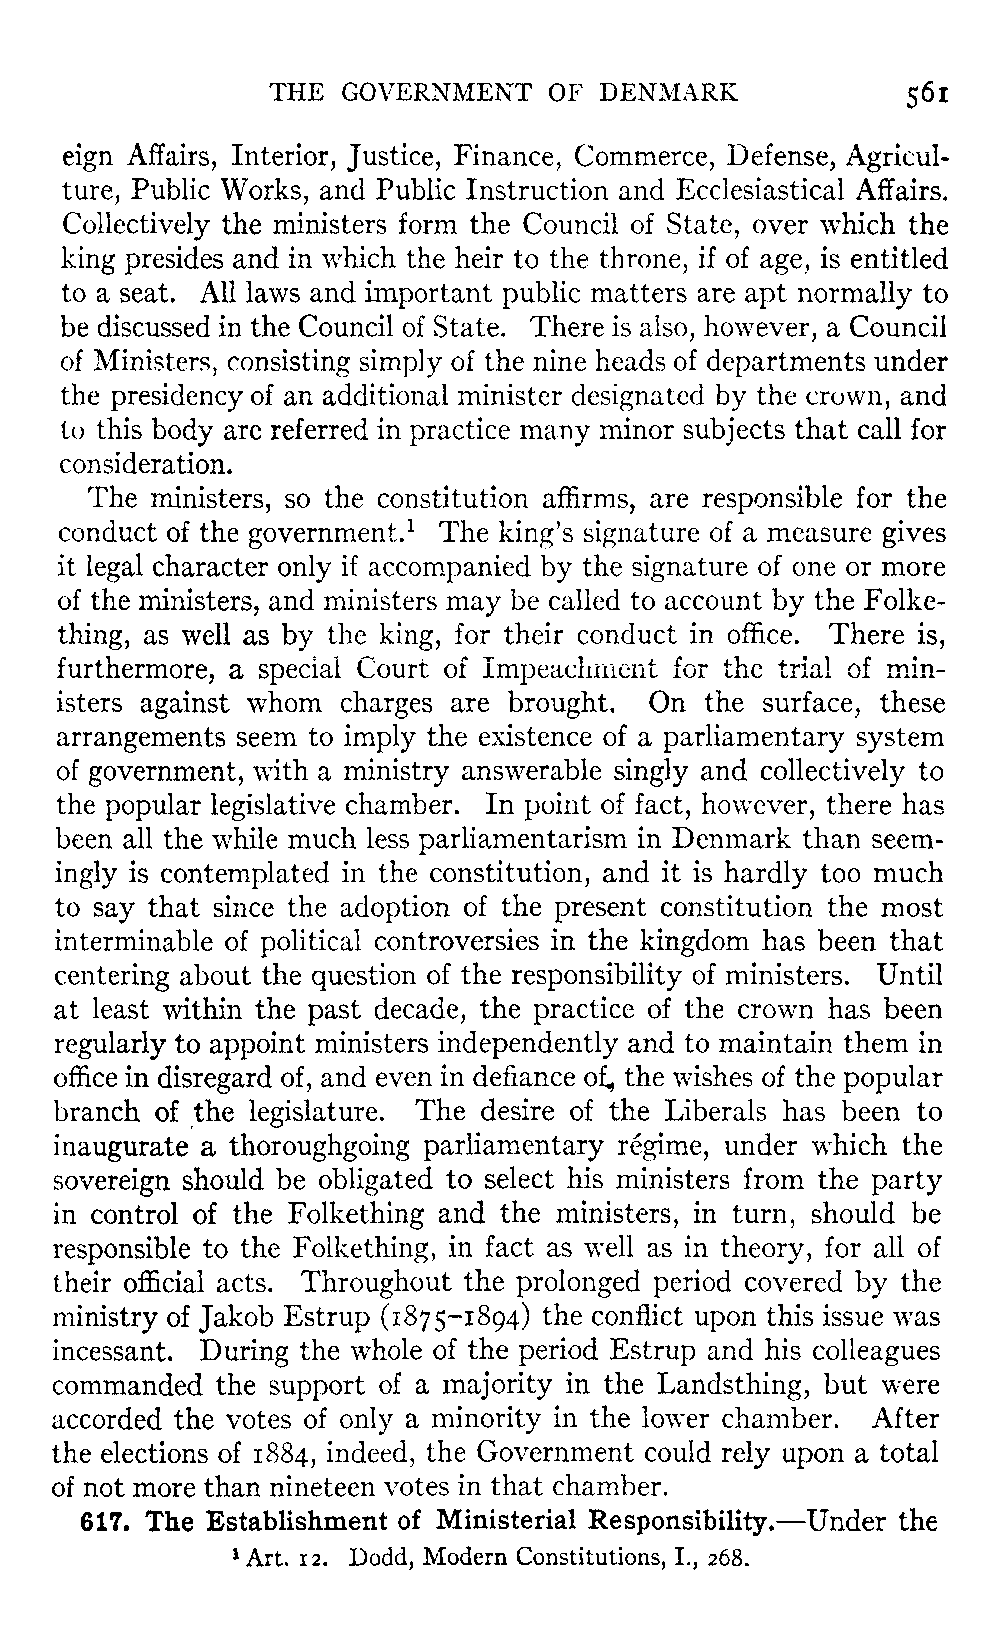 THE GOVERNMENT OF DENMARK 561
eign Affairs, Interior, Justice, Finance, Commerce, Defense, Agricul-
ture, Public Works, and Public Instruction and Ecclesiastical Affairs.
Collectively the ministers form the Council of State, over which the
king presides and in which the heir to the throne, if of age, is entitled
to a seat. All laws and important public matters are apt normally to
be discussed in the Council of State. There is also, however, a Council
of Ministers, consisting simply of the nine heads of departments under
the presidency of an additional minister designated by the crown, and
to this body are referred in practice many minor subjects that call for
consideration.
The ministers, so the constitution affirms, are responsible for the
conduct of the government.¹ The king's signature of a measure gives
it legal character only if accompanied by the signature of one or more
of the ministers, and ministers may be called to account by the Folke-
thing, as well as by the king, for their conduct in office. There is,
furthermore, a special Court of Impeachment for the trial of min-
isters against whom charges are brought. On the surface, these
arrangements seem to imply the existence of a parliamentary system
of government, with a ministry answerable singly and collectively to
the popular legislative chamber. In point of fact, however, there has
been all the while much less parliamentarism in Denmark than seem-
ingly is contemplated in the constitution, and it is hardly too much
to say that since the adoption of the present constitution the most
interminable of political controversies in the kingdom has been that
centering about the question of the responsibility of ministers. Until
at least within the past decade, the practice of the crown has been
regularly to appoint ministers independently and to maintain them in
office in disregard of, and even in defiance of, the wishes of the popular
branch of the legislature. The desire of the Liberals has been to
inaugurate a thoroughgoing parliamentary régime, under which the
sovereign should be obligated to select his ministers from the party
in control of the Folkething and the ministers, in turn, should be
responsible to the Folkething, in fact as well as in theory, for all of
their official acts. Throughout the prolonged period covered by the
ministry of Jakob Estrup (1875–1894) the conflict upon this issue was
incessant. During the whole of the period Estrup and his colleagues
commanded the support of a majority in the Landsthing, but were
accorded the votes of only a minority in the lower chamber. After
the elections of 1884, indeed, the Government could rely upon a total
of not more than nineteen votes in that chamber.
617. The Establishment of Ministerial Responsibility.—Under the
¹ Art. 12. Dodd, Modern Constitutions, I., 268.